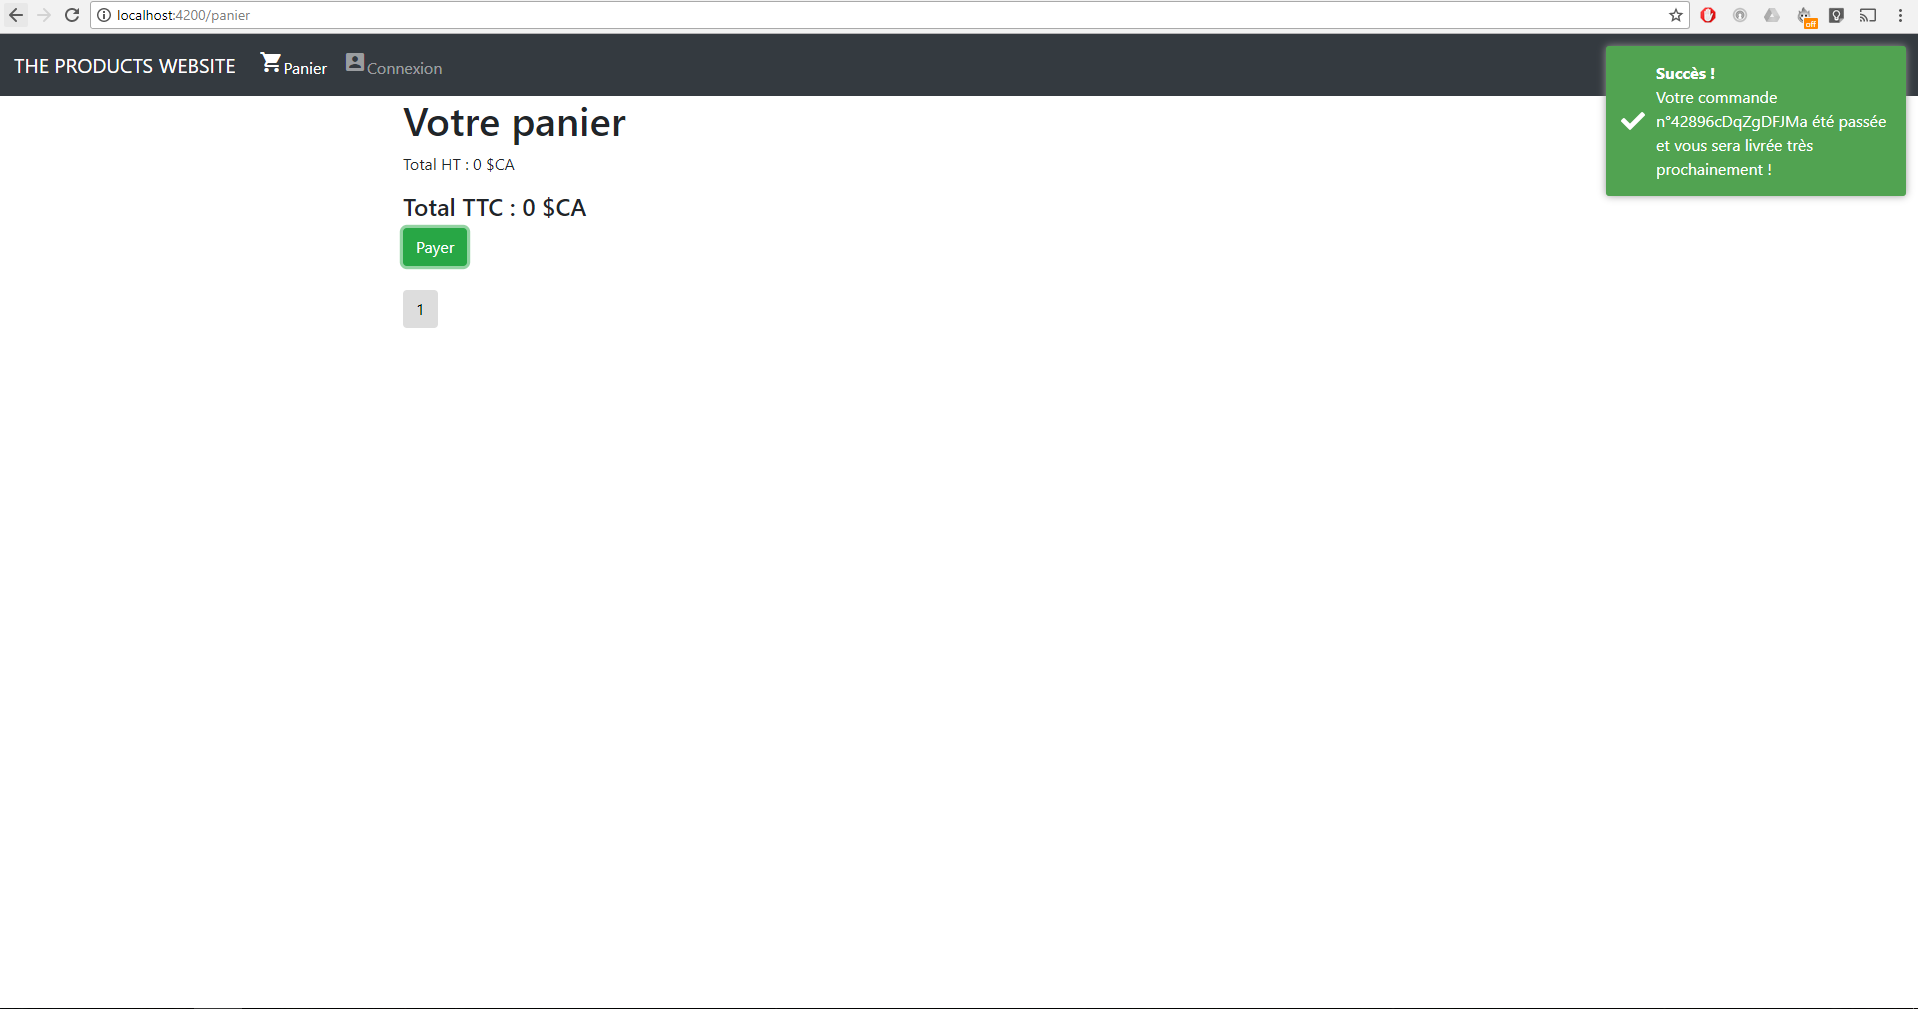 localhost:4200/panier
off
THE PRODUCTS WEBSITE
Panier
Connexion
Succès !
Votre commande
n°42896cDqZgDFJMa été passée
et vous sera livrée très
prochainement !
Votre panier
Total HT : 0 $CA
Total TTC : 0 $CA
Payer
1